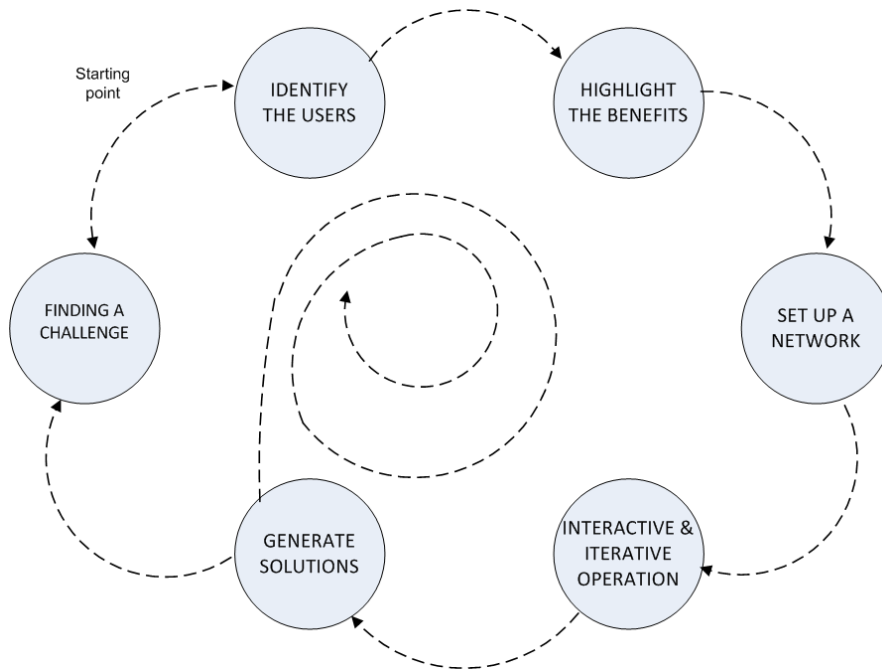 Starting
point
IDENTIFY
THE USERS
HIGHLIGHT
THE BENEFITS
SET UP A
NETWORK
INTERACTIVE &
ITERATIVE
OPERATION
GENERATE
SOLUTIONS
FINDING A
CHALLENGE